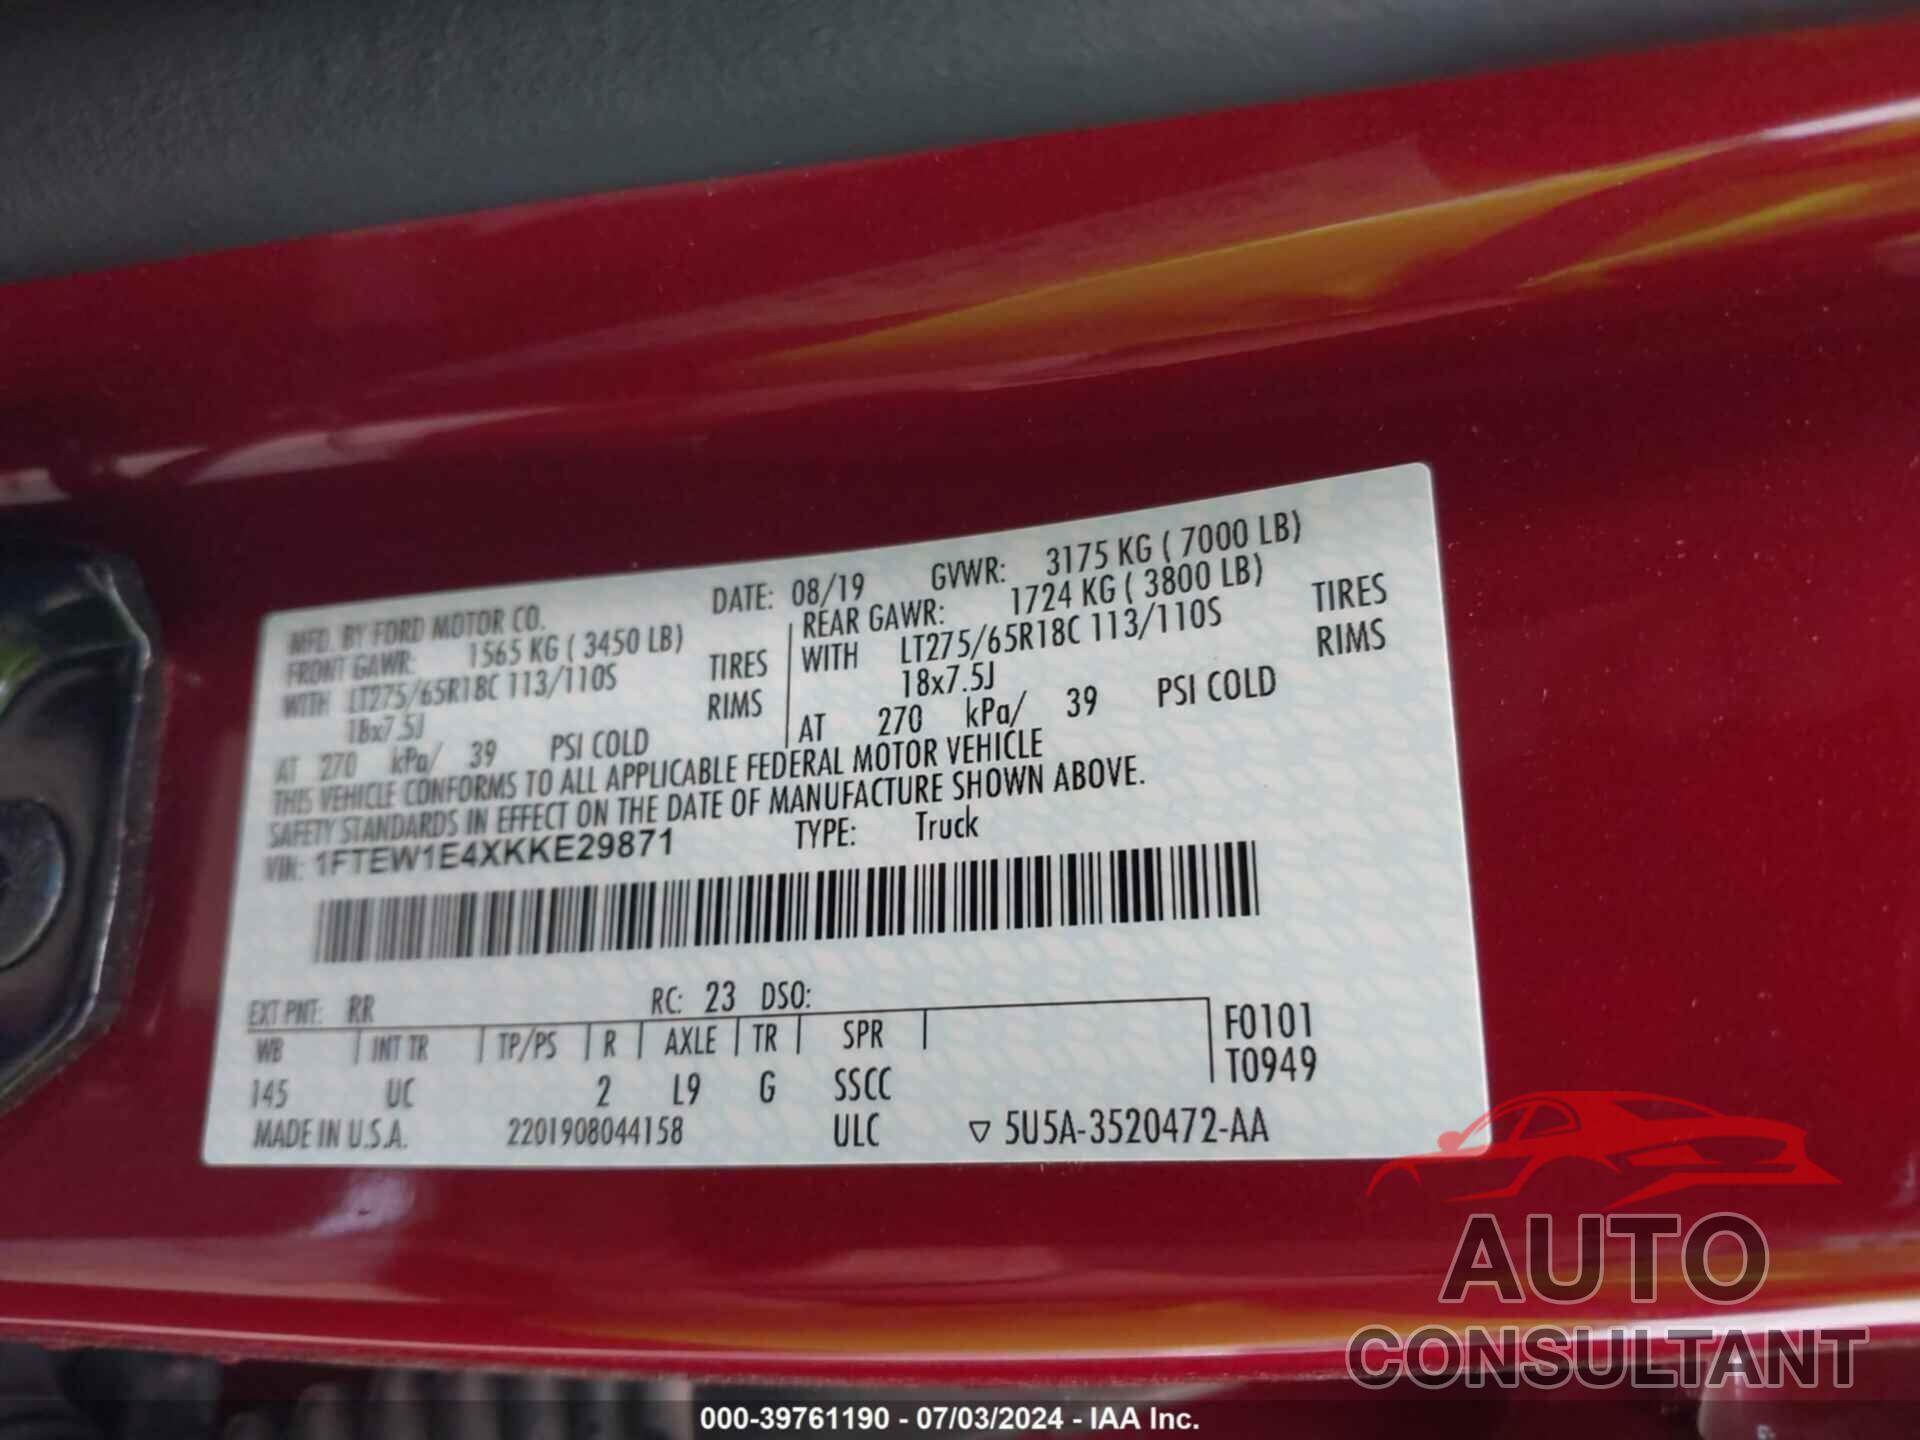 MFD. BY FORD MOTOR CO. DATE: 08/19 GVWR: 3175 KG ( 7000 LB)
FRONT GAWR: 1565 KG ( 3450 LB) REAR GAWR: 1724 KG ( 3800 LB)
WITH LT275/65R18C 113/110S TIRES WITH LT275/65R18C 113/110S TIRES
18x7.5J RIMS 18x7.5J RIMS
AT 270 kPa/ 39 PSI COLD AT 270 kPa/ 39 PSI COLD
THIS VEHICLE CONFORMS TO ALL APPLICABLE FEDERAL MOTOR VEHICLE
SAFETY STANDARDS IN EFFECT ON THE DATE OF MANUFACTURE SHOWN ABOVE.
VIN: 1FTEW1E4XKKE29871 TYPE: Truck
EXT PNT: RR RC: 23 DSO:
WB INT TR TP/PS R AXLE TR SPR F0101
T0949
145 UC 2 L9 G SSCC
MADE IN U.S.A. 2201908044158 ULC ▽ 5U5A-3520472-AA
AUTO
CONSULTANT
000-39761190 - 07/03/2024 - IAA Inc.